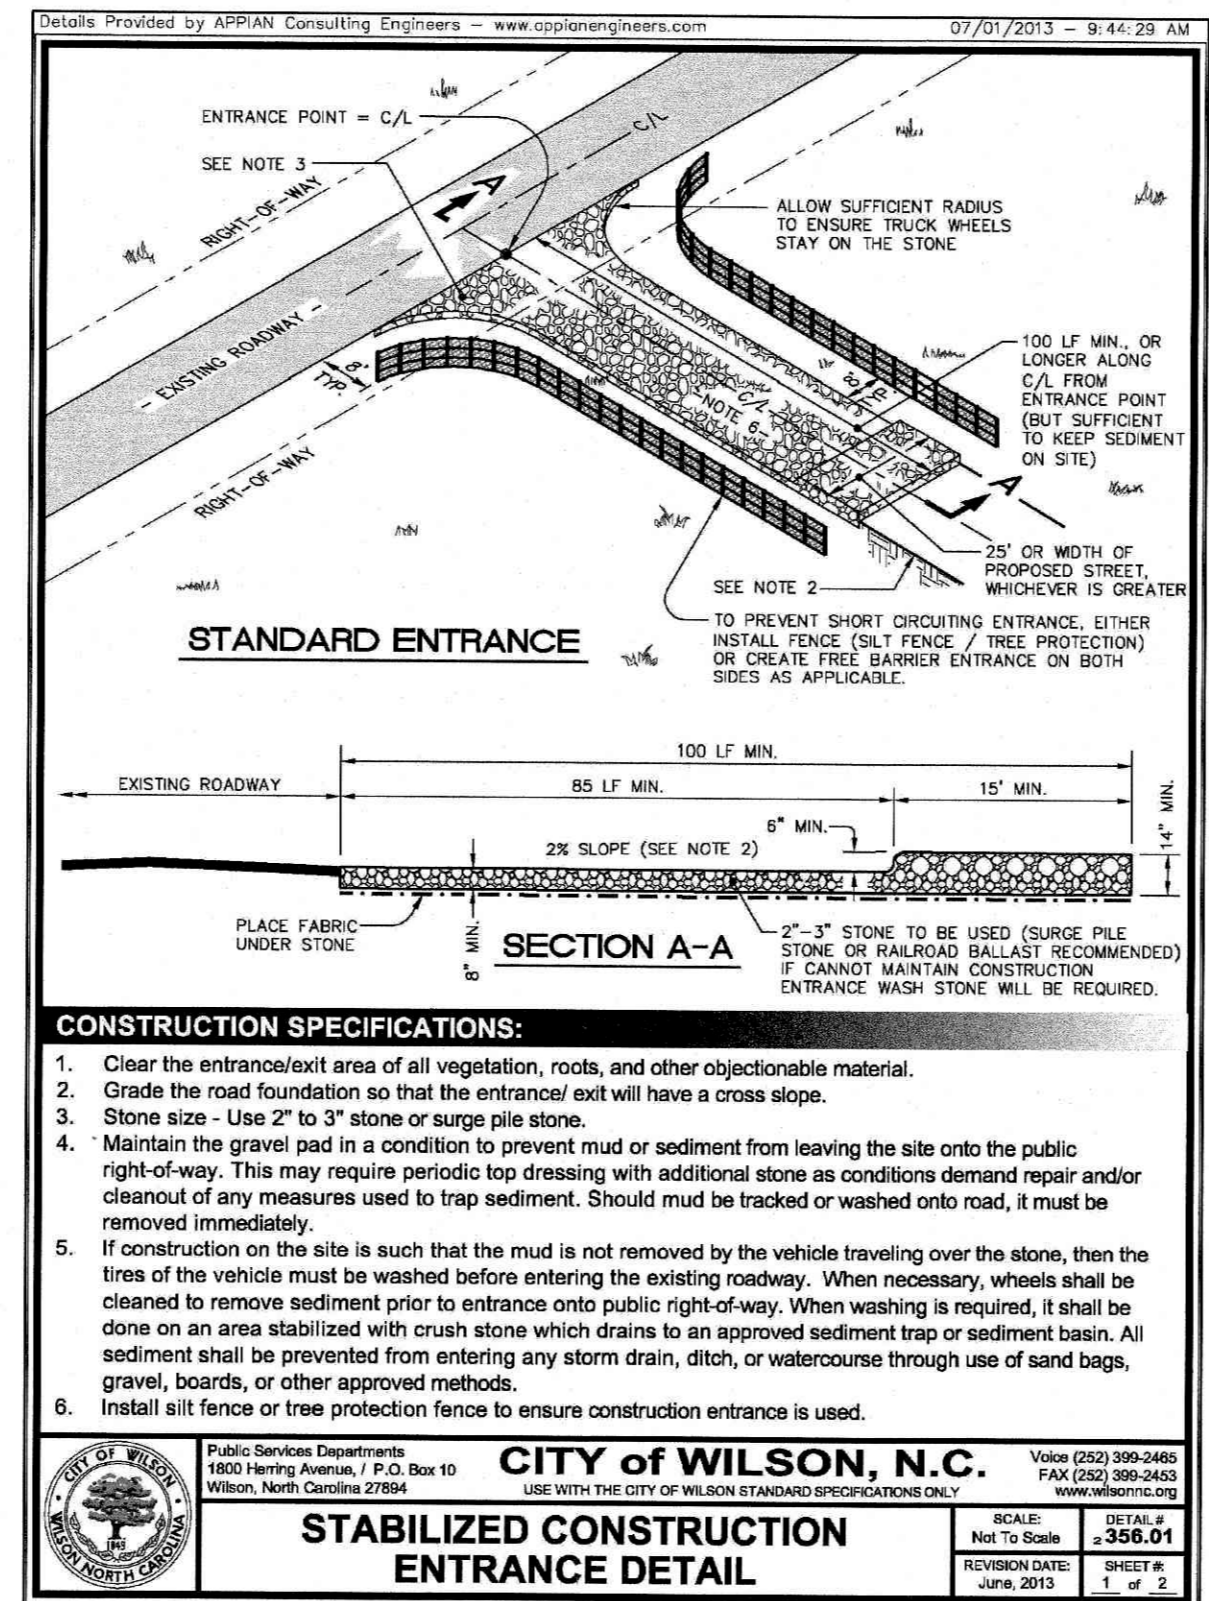 Details Provided by APPIAN Consulting Engineers – www.appianengineers.com
07/01/2013 – 9:44:29 AM
ENTRANCE POINT = C/L
SEE NOTE 3
C/L
RIGHT-OF-WAY
A
ALLOW SUFFICIENT RADIUS
TO ENSURE TRUCK WHEELS
STAY ON THE STONE
EXISTING ROADWAY
8'
TYP.
8'
TYP.
C/L
NOTE 6
100 LF MIN., OR
LONGER ALONG
C/L FROM
ENTRANCE POINT
(BUT SUFFICIENT
TO KEEP SEDIMENT
ON SITE)
RIGHT-OF-WAY
A
25' OR WIDTH OF
PROPOSED STREET,
WHICHEVER IS GREATER
SEE NOTE 2
TO PREVENT SHORT CIRCUITING ENTRANCE, EITHER
INSTALL FENCE (SILT FENCE / TREE PROTECTION)
OR CREATE FREE BARRIER ENTRANCE ON BOTH
SIDES AS APPLICABLE.
STANDARD ENTRANCE
100 LF MIN.
EXISTING ROADWAY
85 LF MIN.
15' MIN.
6" MIN.
14" MIN.
2% SLOPE (SEE NOTE 2)
PLACE FABRIC
UNDER STONE
8" MIN.
SECTION A-A
2"-3" STONE TO BE USED (SURGE PILE
STONE OR RAILROAD BALLAST RECOMMENDED)
IF CANNOT MAINTAIN CONSTRUCTION
ENTRANCE WASH STONE WILL BE REQUIRED.
CONSTRUCTION SPECIFICATIONS:
1. Clear the entrance/exit area of all vegetation, roots, and other objectionable material.
2. Grade the road foundation so that the entrance/ exit will have a cross slope.
3. Stone size - Use 2" to 3" stone or surge pile stone.
4. Maintain the gravel pad in a condition to prevent mud or sediment from leaving the site onto the public
right-of-way. This may require periodic top dressing with additional stone as conditions demand repair and/or
cleanout of any measures used to trap sediment. Should mud be tracked or washed onto road, it must be
removed immediately.
5. If construction on the site is such that the mud is not removed by the vehicle traveling over the stone, then the
tires of the vehicle must be washed before entering the existing roadway. When necessary, wheels shall be
cleaned to remove sediment prior to entrance onto public right-of-way. When washing is required, it shall be
done on an area stabilized with crush stone which drains to an approved sediment trap or sediment basin. All
sediment shall be prevented from entering any storm drain, ditch, or watercourse through use of sand bags,
gravel, boards, or other approved methods.
6. Install silt fence or tree protection fence to ensure construction entrance is used.
CITY OF WILSON
1849
WILSON NORTH CAROLINA
Public Services Departments
1800 Herring Avenue, / P.O. Box 10
Wilson, North Carolina 27894
CITY of WILSON, N.C.
USE WITH THE CITY OF WILSON STANDARD SPECIFICATIONS ONLY
Voice (252) 399-2465
FAX (252) 399-2453
www.wilsonnc.org
STABILIZED CONSTRUCTION
ENTRANCE DETAIL
SCALE:
Not To Scale
DETAIL #
2 356.01
REVISION DATE:
June, 2013
SHEET #:
1 of 2